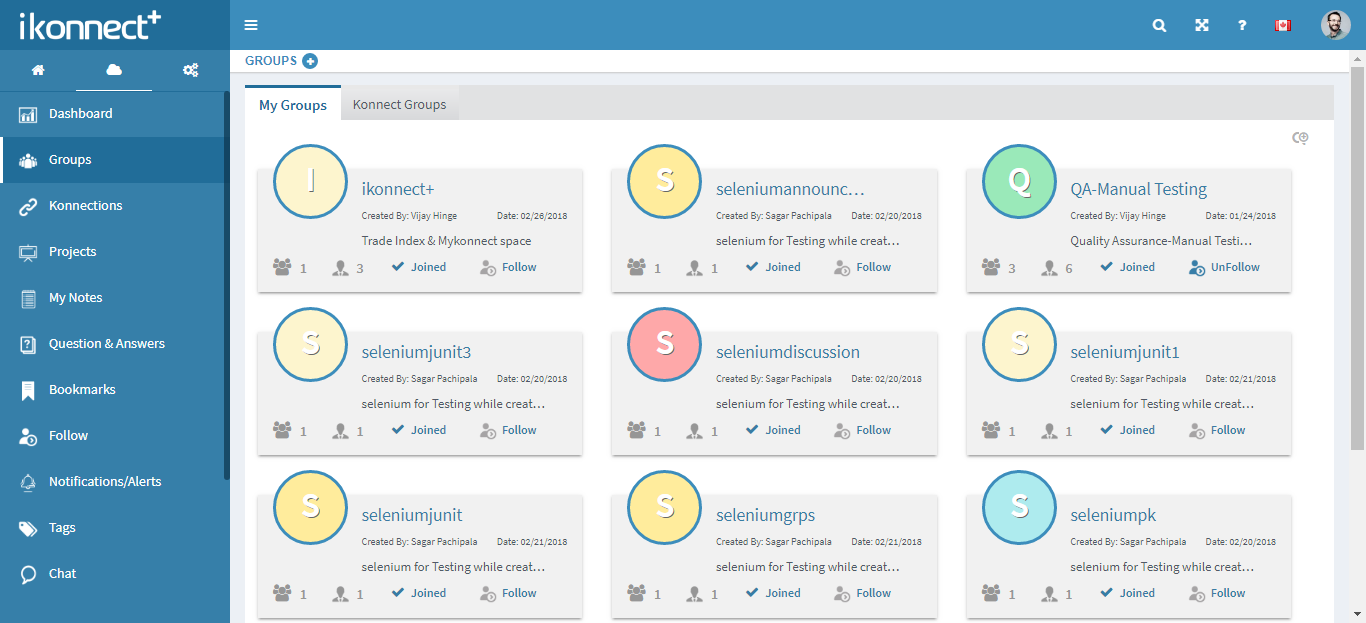 ikonnect+
GROUPS
Dashboard
Groups
Konnections
Projects
My Notes
Question & Answers
Bookmarks
Follow
Notifications/Alerts
Tags
Chat
My Groups
Konnect Groups
I
ikonnect+
Created By: Vijay Hinge Date: 02/26/2018
Trade Index & Mykonnect space
1 3 Joined Follow
S
seleniumannounc...
Created By: Sagar Pachipala Date: 02/20/2018
selenium for Testing while creat...
1 1 Joined Follow
Q
QA-Manual Testing
Created By: Vijay Hinge Date: 01/24/2018
Quality Assurance-Manual Testi...
3 6 Joined UnFollow
S
seleniumjunit3
Created By: Sagar Pachipala Date: 02/20/2018
selenium for Testing while creat...
1 1 Joined Follow
S
seleniumdiscussion
Created By: Sagar Pachipala Date: 02/20/2018
selenium for Testing while creat...
1 1 Joined Follow
S
seleniumjunit1
Created By: Sagar Pachipala Date: 02/21/2018
selenium for Testing while creat...
1 1 Joined Follow
S
seleniumjunit
Created By: Sagar Pachipala Date: 02/21/2018
selenium for Testing while creat...
1 1 Joined Follow
S
seleniumgrps
Created By: Sagar Pachipala Date: 02/21/2018
selenium for Testing while creat...
1 1 Joined Follow
S
seleniumpk
Created By: Sagar Pachipala Date: 02/20/2018
selenium for Testing while creat...
1 1 Joined Follow